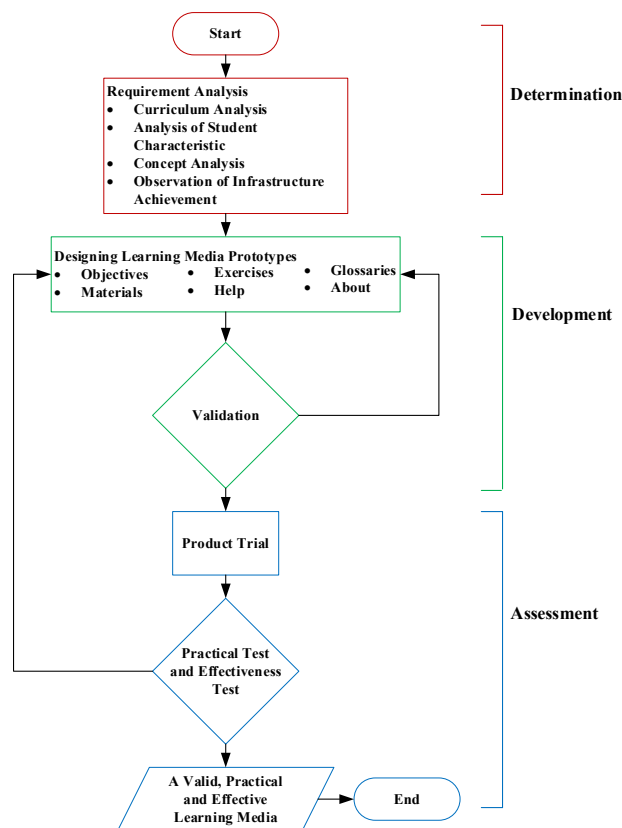 Start
Determination
Requirement Analysis
• Curriculum Analysis
• Analysis of Student
Characteristic
• Concept Analysis
• Observation of Infrastructure
Achievement
Designing Learning Media Prototypes
• Objectives • Exercises • Glossaries
• Materials • Help • About
Development
Validation
Product Trial
Assessment
Practical Test
and Effectiveness
Test
A Valid, Practical
and Effective
Learning Media
End